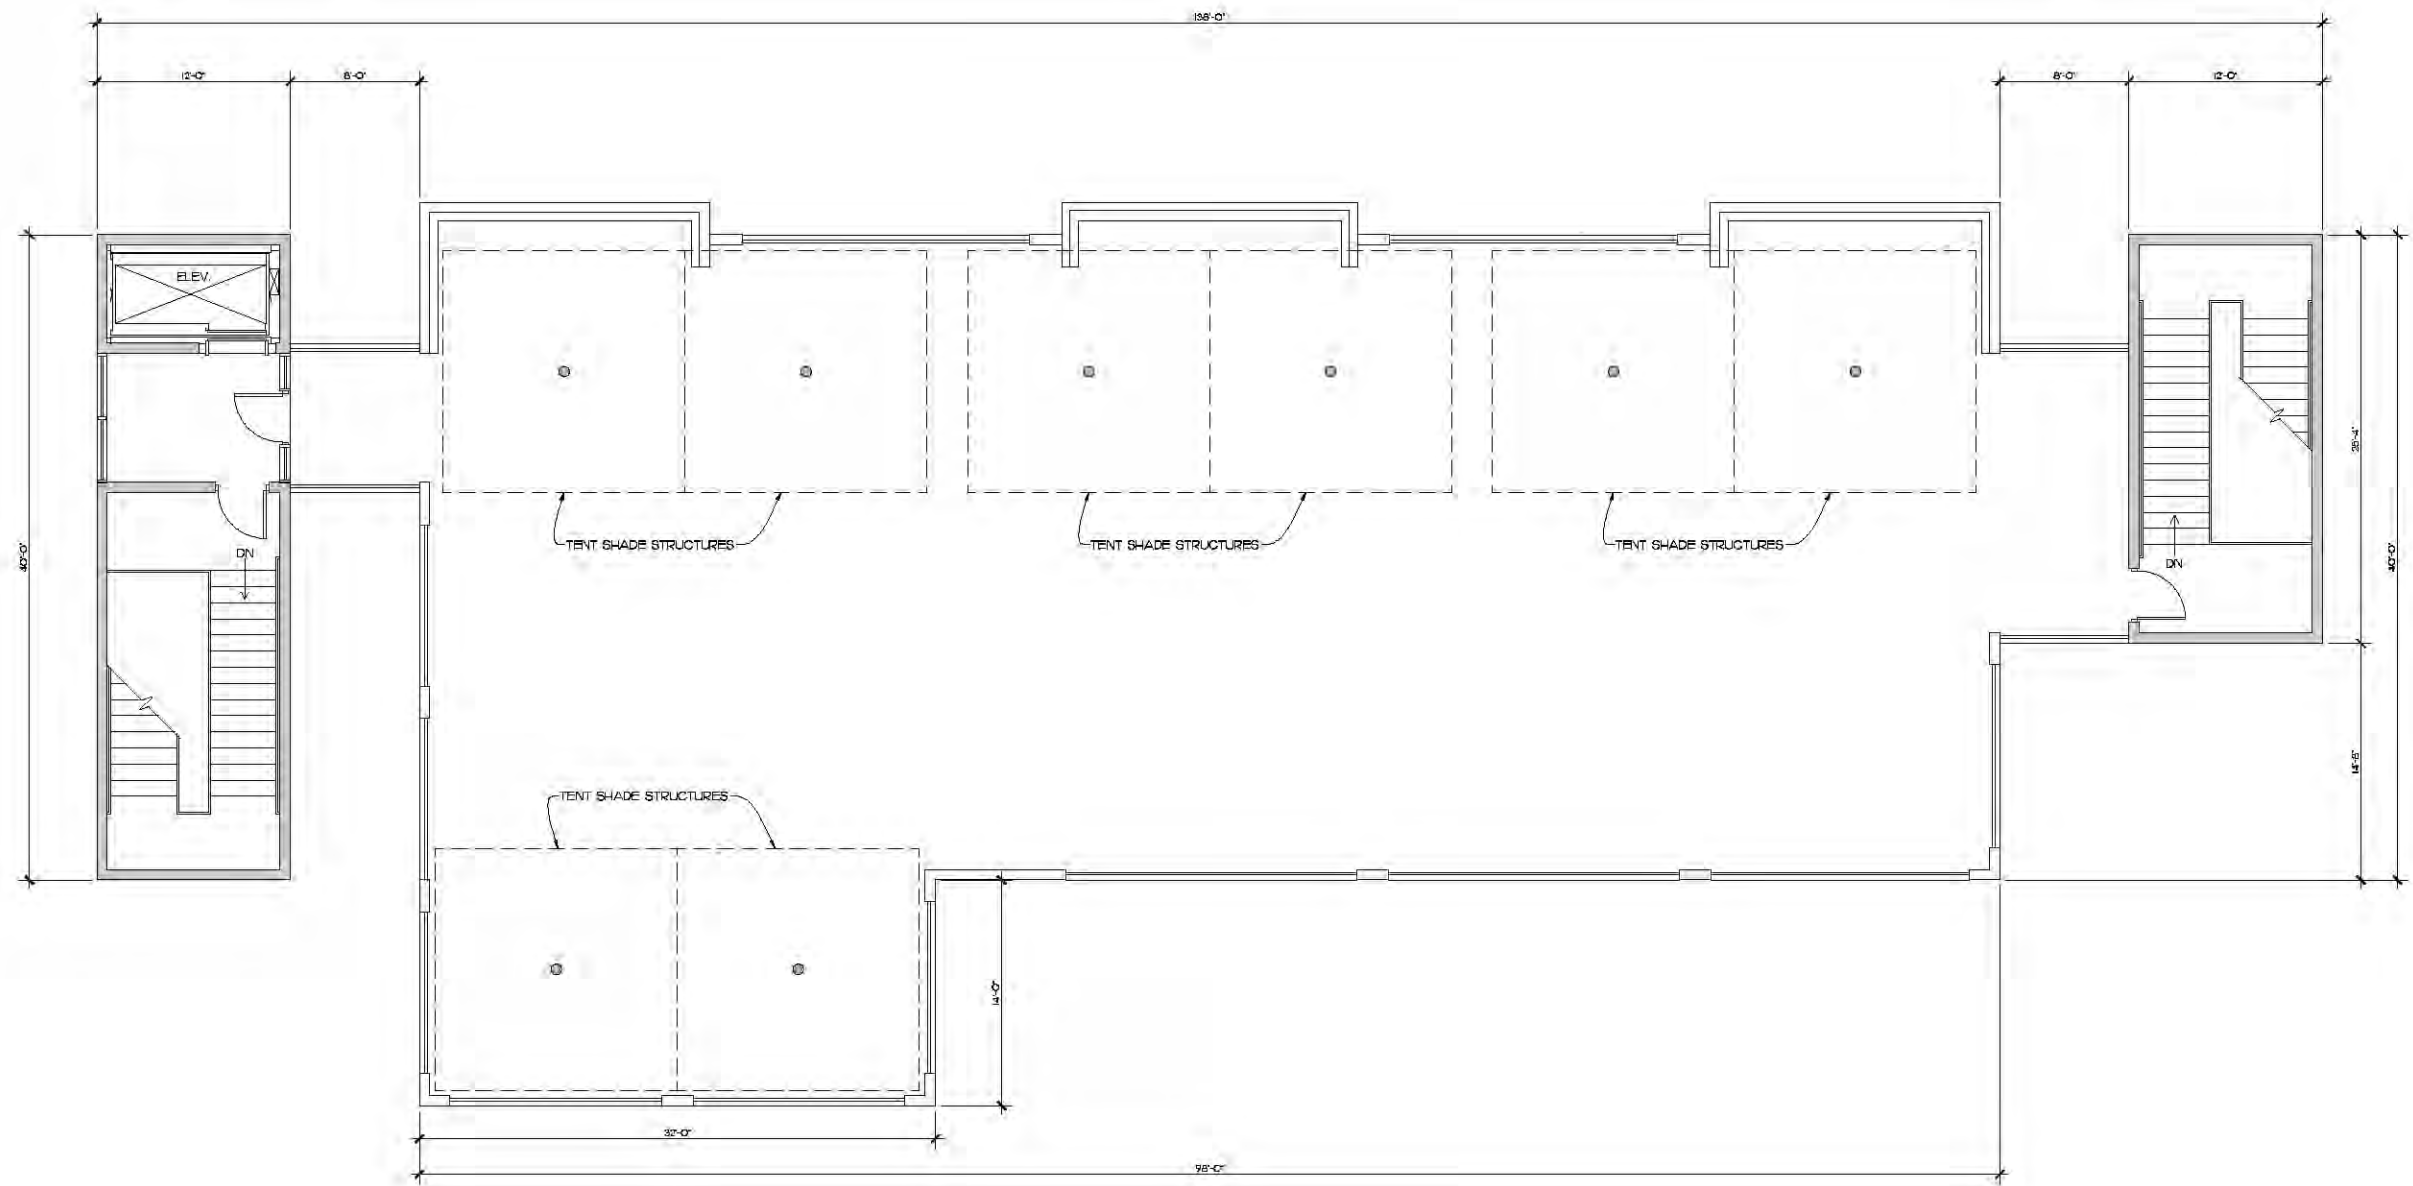 138'-0"
12'-0"
8'-0"
8'-0"
12'-0"
ELEV.
25'-4"
TENT SHADE STRUCTURES
TENT SHADE STRUCTURES
TENT SHADE STRUCTURES
40'-0"
DN
DN
40'-0"
14'-8"
TENT SHADE STRUCTURES
14'-0"
32'-0"
98'-0"